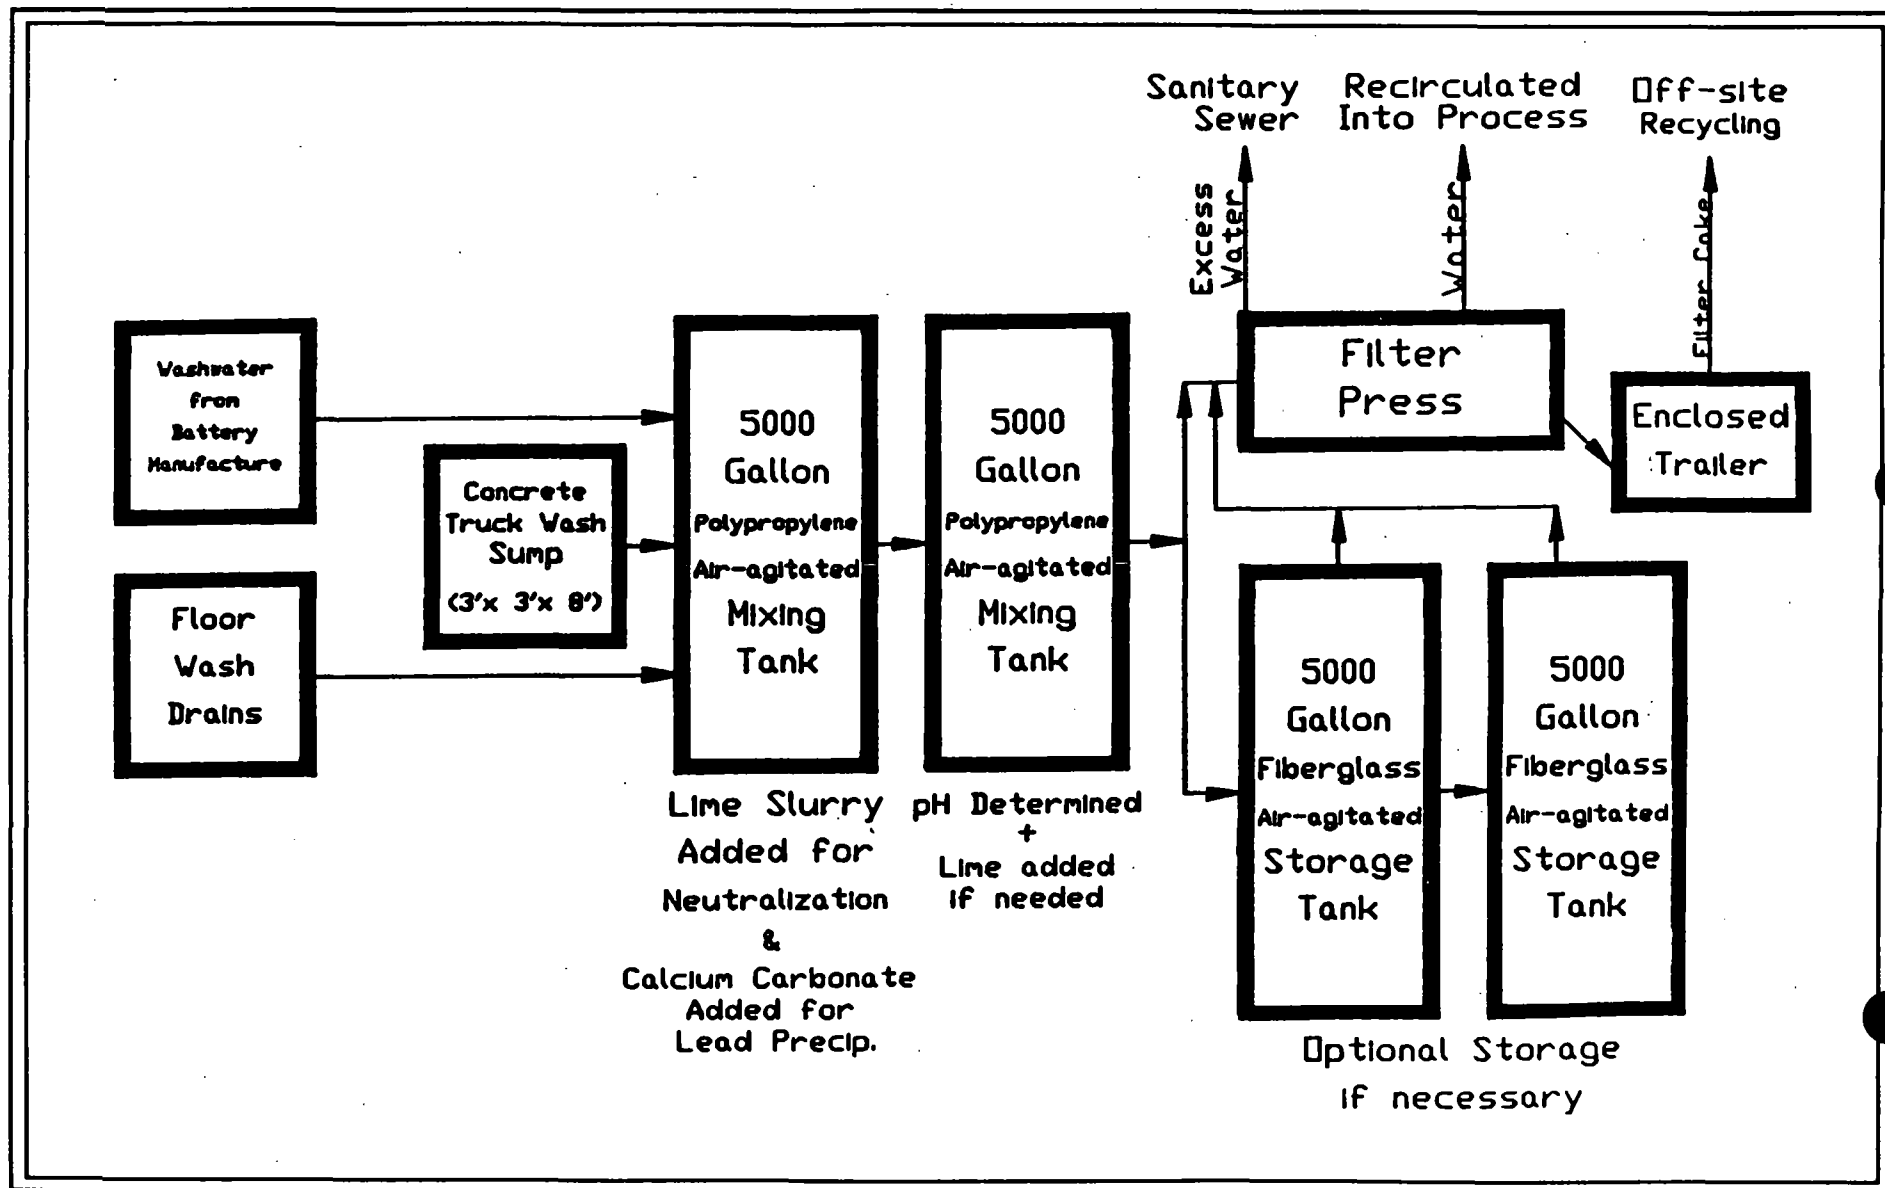 Sanitary
Sewer
Recirculated
Into Process
Off-site
Recycling
Excess
Water
Water
Filter Cake
Washwater
from
Battery
Manufacture
Concrete
Truck Wash
Sump
(3'x 3'x 8')
Floor
Wash
Drains
5000
Gallon
Polypropylene
Air-agitated
Mixing
Tank
Lime Slurry
Added for
Neutralization
&
Calcium Carbonate
Added for
Lead Precip.
5000
Gallon
Polypropylene
Air-agitated
Mixing
Tank
pH Determined
+
Lime added
if needed
Filter
Press
Enclosed
Trailer
5000
Gallon
Fiberglass
Air-agitated
Storage
Tank
5000
Gallon
Fiberglass
Air-agitated
Storage
Tank
Optional Storage
if necessary